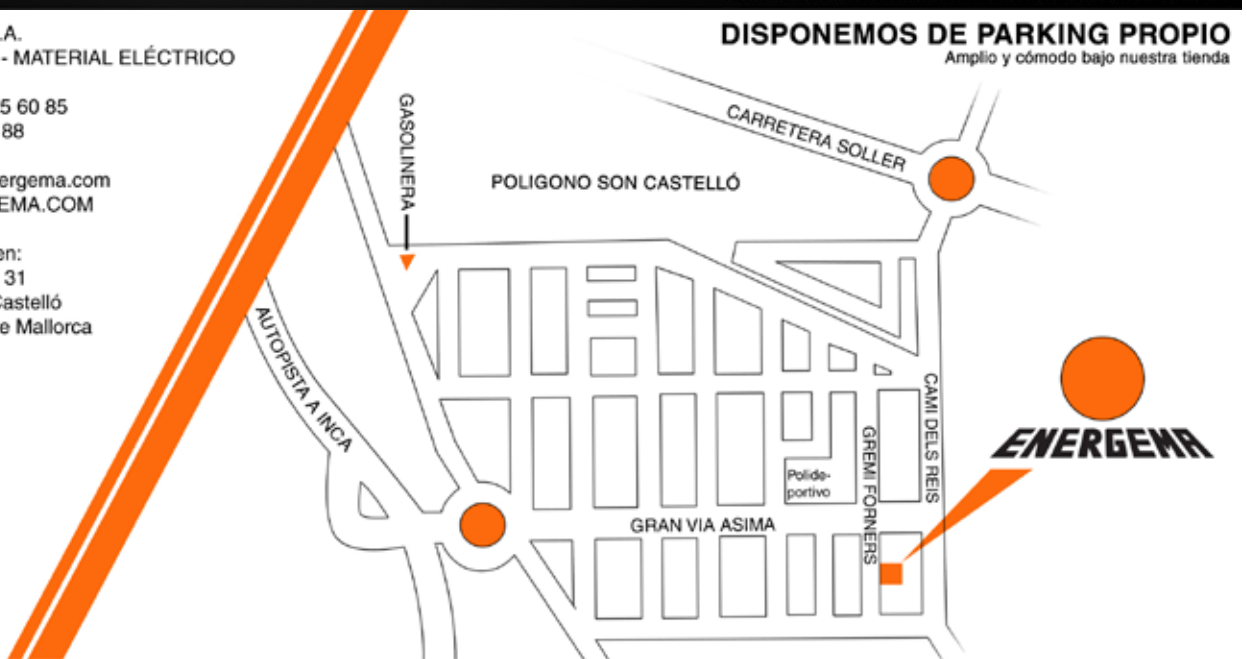 .A.
- MATERIAL ELÉCTRICO
5 60 85
88
ergema.com
EMA.COM
en:
31
Castelló
e Mallorca
DISPONEMOS DE PARKING PROPIO
Amplio y cómodo bajo nuestra tienda
GASOLINERA
CARRETERA SOLLER
POLIGONO SON CASTELLÓ
AUTOPISTA A INCA
CAMI DELS REIS
GREMI FORNERS
ENERGEMA
Polide-
portivo
GRAN VIA ASIMA